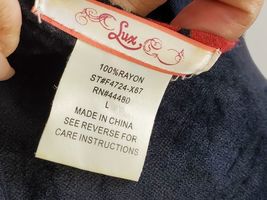 Lux
100%RAYON
ST#F4724-X67
RN#44480
L
MADE IN CHINA
SEE REVERSE FOR
CARE INSTRUCTIONS